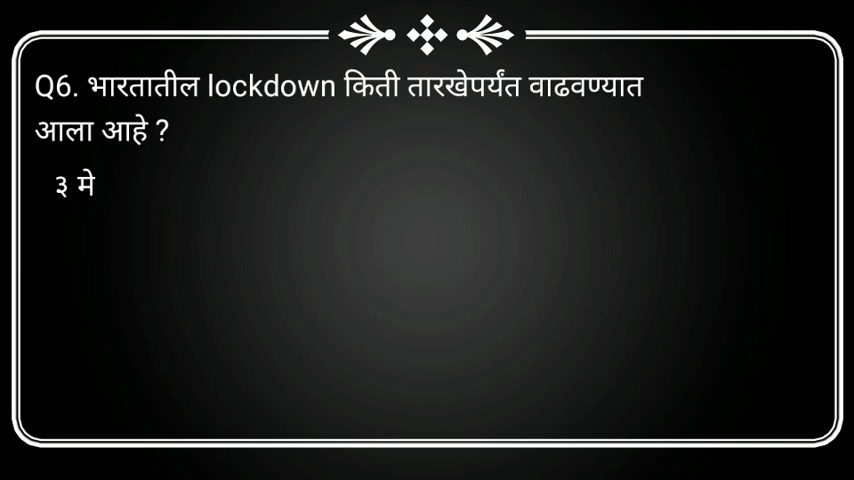 Q6. भारतातील lockdown किती तारखेपर्यंत वाढवण्यात
आला आहे ?
३ मे